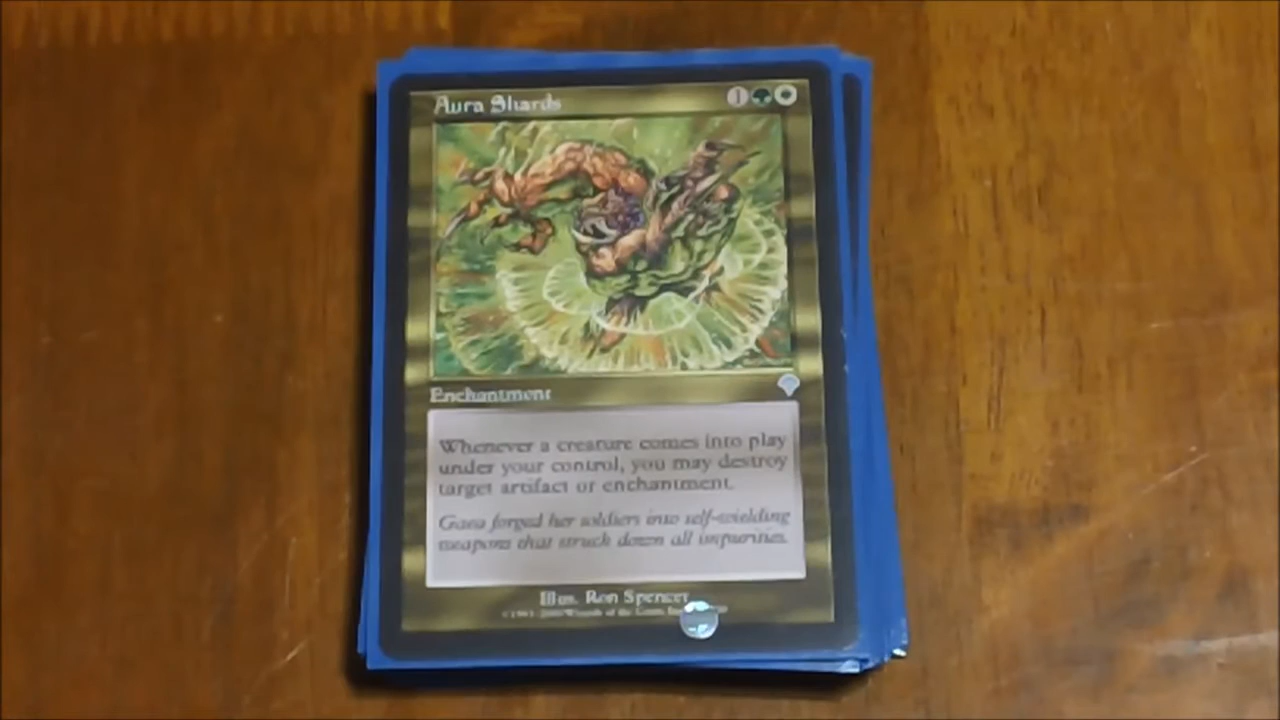 Aura Shards
1
Enchantment
Whenever a creature comes into play
under your control, you may destroy
target artifact or enchantment.
Gaea forged her soldiers into self-wielding
weapons that struck down all impurities.
Illus. Ron Spencer